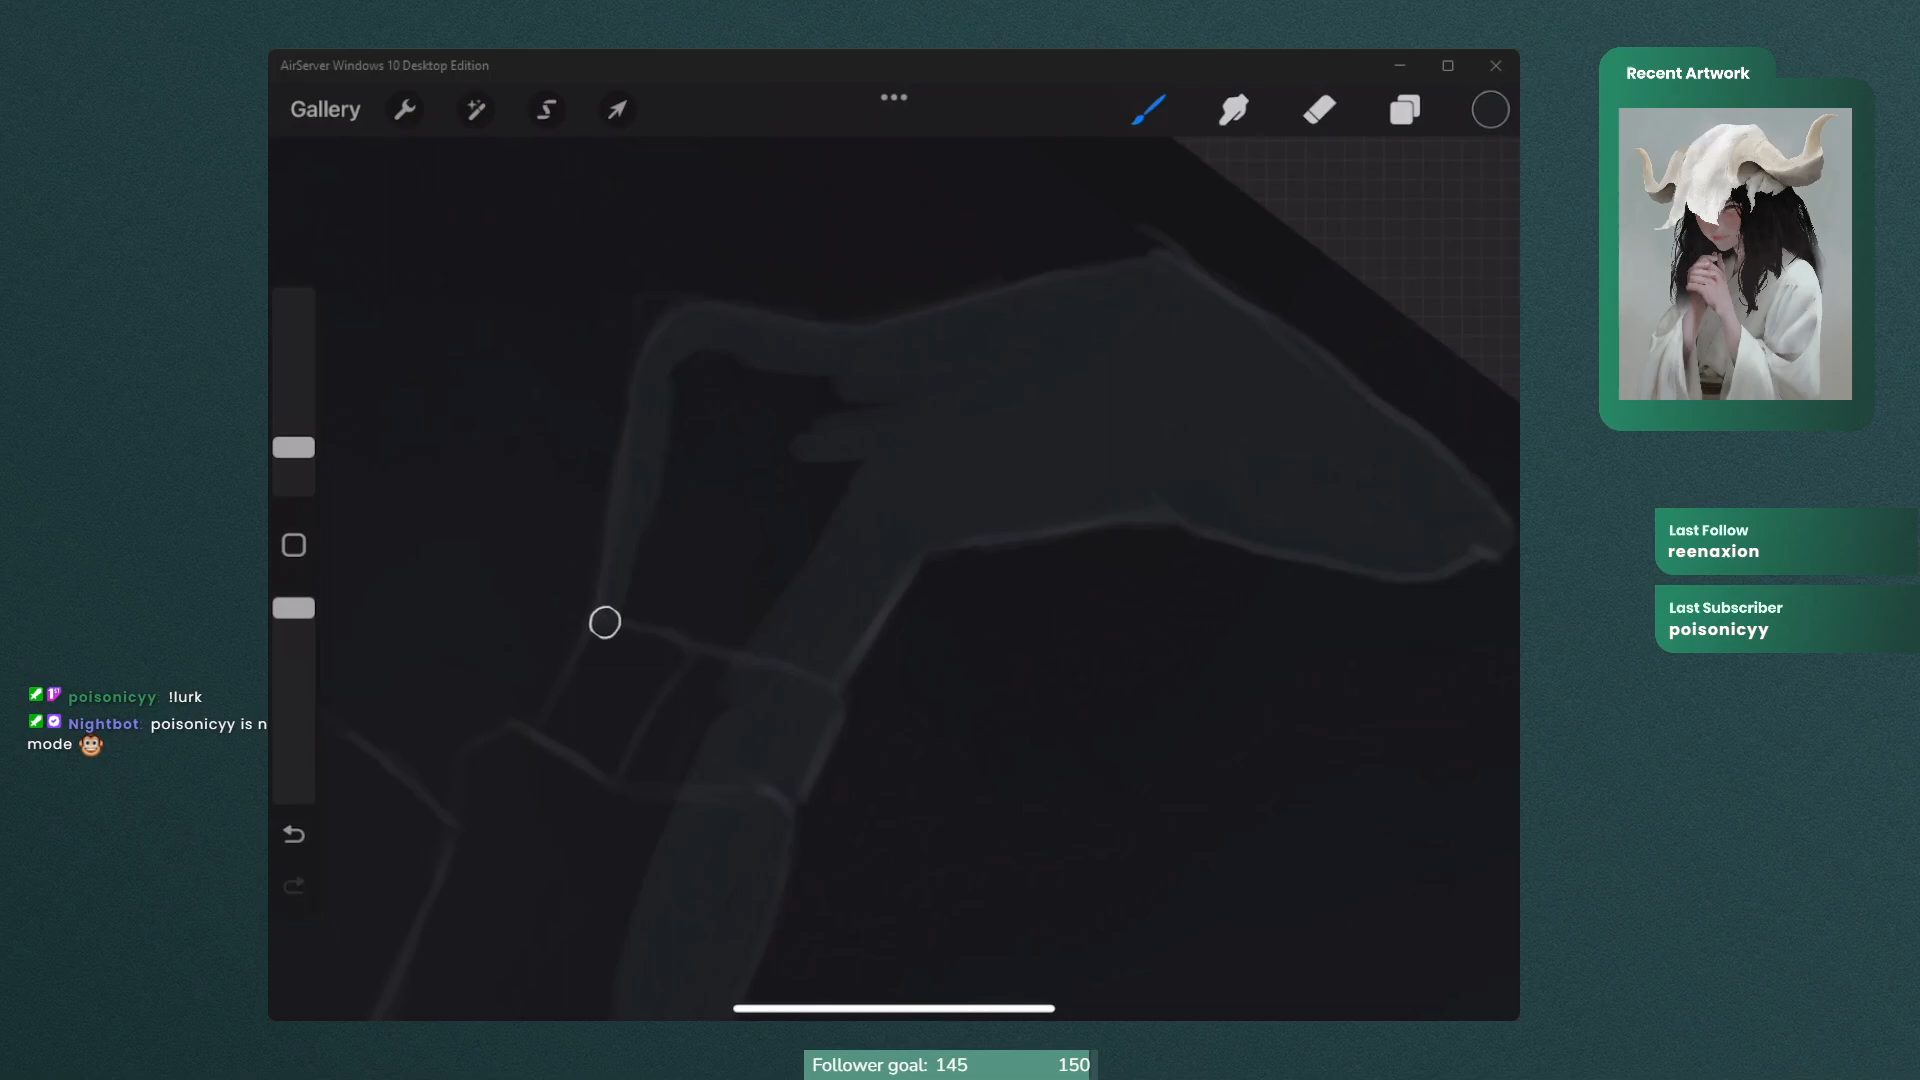 AirServer Windows 10 Desktop Edition
Gallery
Recent Artwork
Last Follow
reenaxion
Last Subscriber
poisonicyy
poisonicyy: !lurk
Nightbot: poisonicyy is n
mode
Follower goal: 145 150